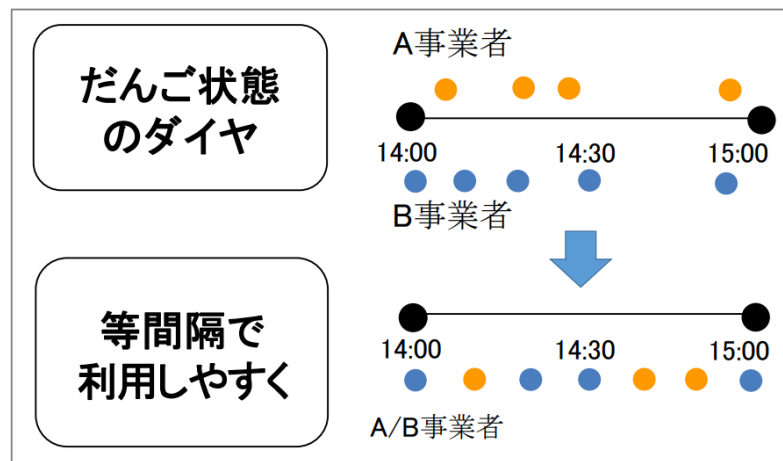 だんご状態
のダイヤ
A事業者
14:00
14:30
15:00
B事業者
等間隔で
利用しやすく
14:00
14:30
15:00
A/B事業者